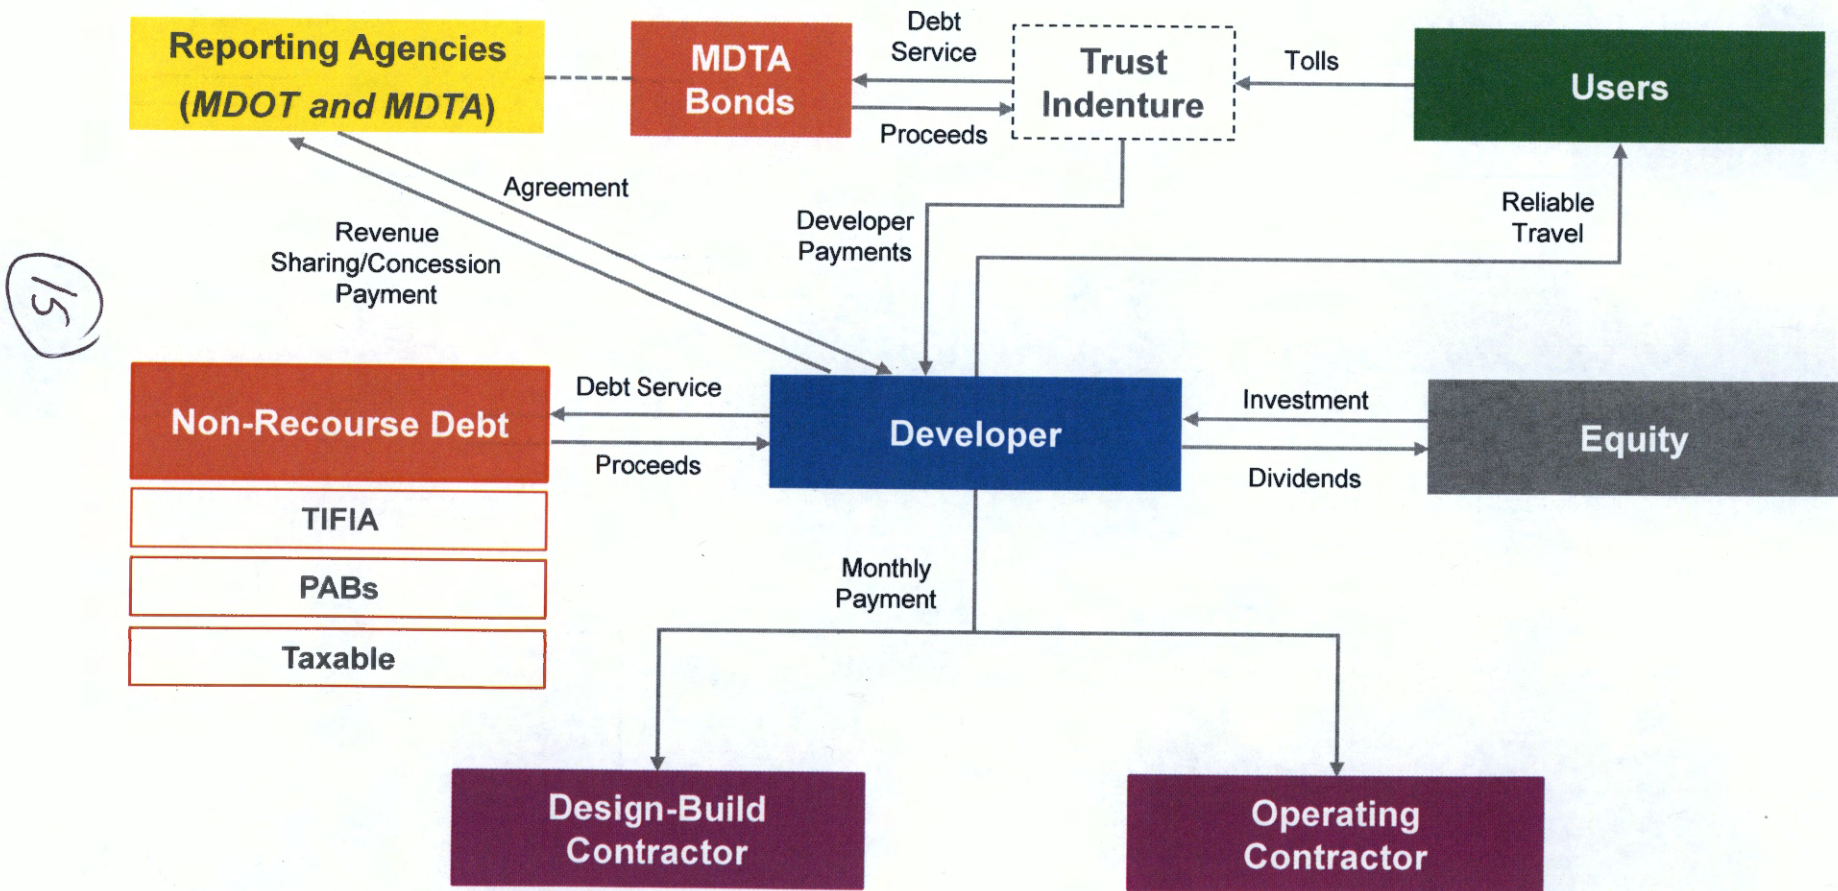 Reporting Agencies
(MDOT and MDTA)
MDTA
Bonds
Debt
Service
Proceeds
Trust
Indenture
Tolls
Users
Agreement
Revenue
Sharing/Concession
Payment
Developer
Payments
Reliable
Travel
15
Non-Recourse Debt
Debt Service
Proceeds
Developer
Investment
Dividends
Equity
TIFIA
PABs
Taxable
Monthly
Payment
Design-Build
Contractor
Operating
Contractor